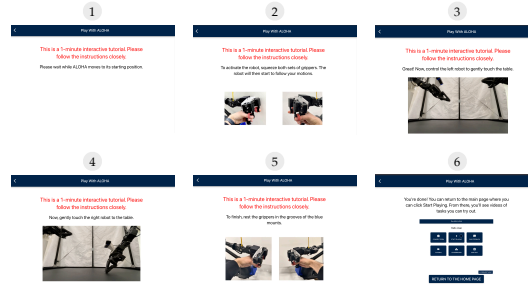 1
Play With ALOHA
This is a 1-minute interactive tutorial. Please
follow the instructions closely.
Please wait while ALOHA moves to its starting position.
2
Play With ALOHA
This is a 1-minute interactive tutorial. Please
follow the instructions closely.
To activate the robot, squeeze both sets of grippers. The
robot will then start to follow your motions.
3
Play With ALOHA
This is a 1-minute interactive tutorial. Please
follow the instructions closely.
Great! Now, control the left robot to gently touch the table.
4
Play With ALOHA
This is a 1-minute interactive tutorial. Please
follow the instructions closely.
Now, gently touch the right robot to the table.
5
Play With ALOHA
This is a 1-minute interactive tutorial. Please
follow the instructions closely.
To finish, rest the grippers in the grooves of the blue
mounts.
6
Play With ALOHA
You're done! You can return to the main page where you
can click Start Playing. From there, you'll see videos of
tasks you can try out.
RETURN TO THE HOME PAGE